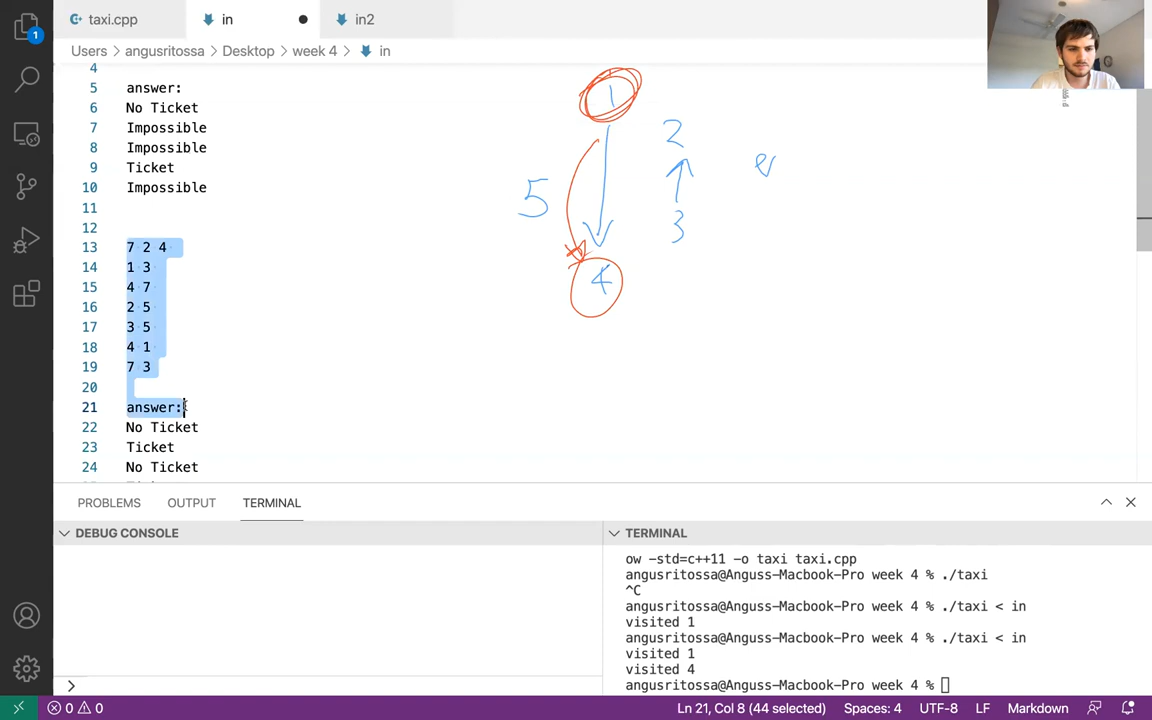 taxi.cpp
in
in2
1
Users > angusritossa > Desktop > week 4 > in
4
5 answer:
6 No Ticket
7 Impossible
8 Impossible
9 Ticket
10 Impossible
11
12
13 7 2 4
14 1 3
15 4 7
16 2 5
17 3 5
18 4 1
19 7 3
20
21 answer:
22 No Ticket
23 Ticket
24 No Ticket
1
2
5
3
4
PROBLEMS OUTPUT TERMINAL
DEBUG CONSOLE
TERMINAL
ow -std=c++11 -o taxi taxi.cpp
angusritossa@Anguss-Macbook-Pro week 4 % ./taxi
^C
angusritossa@Anguss-Macbook-Pro week 4 % ./taxi < in
visited 1
angusritossa@Anguss-Macbook-Pro week 4 % ./taxi < in
visited 1
visited 4
angusritossa@Anguss-Macbook-Pro week 4 %
>
0 0
Ln 21, Col 8 (44 selected) Spaces: 4 UTF-8 LF Markdown